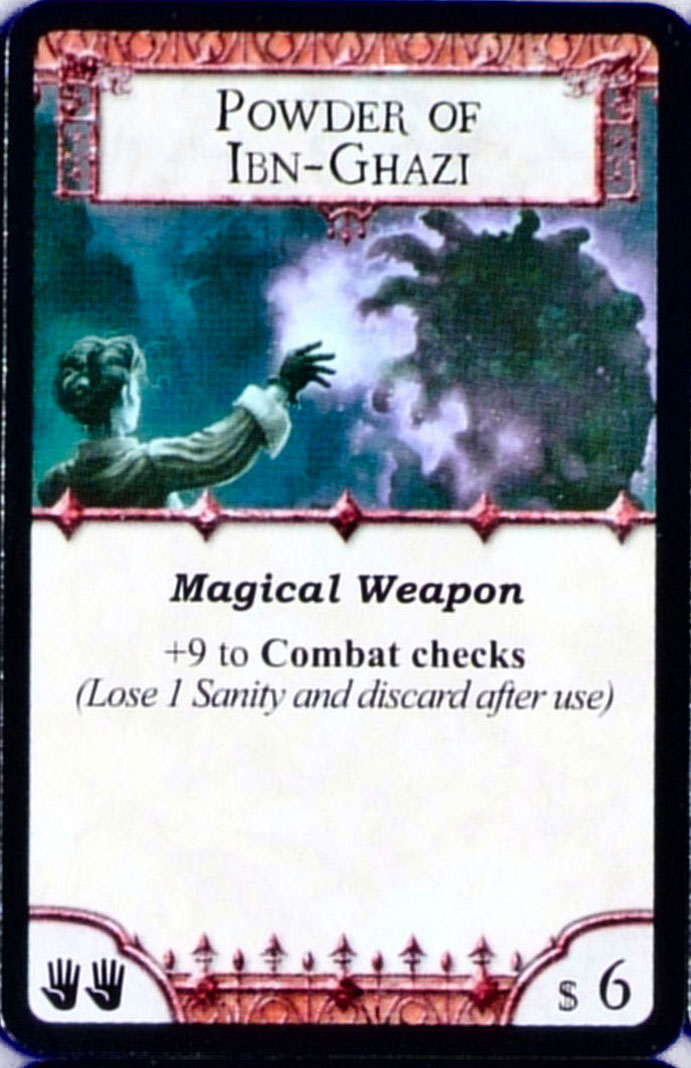 Powder of
Ibn-Ghazi
Magical Weapon
+9 to Combat checks
(Lose 1 Sanity and discard after use)
$ 6